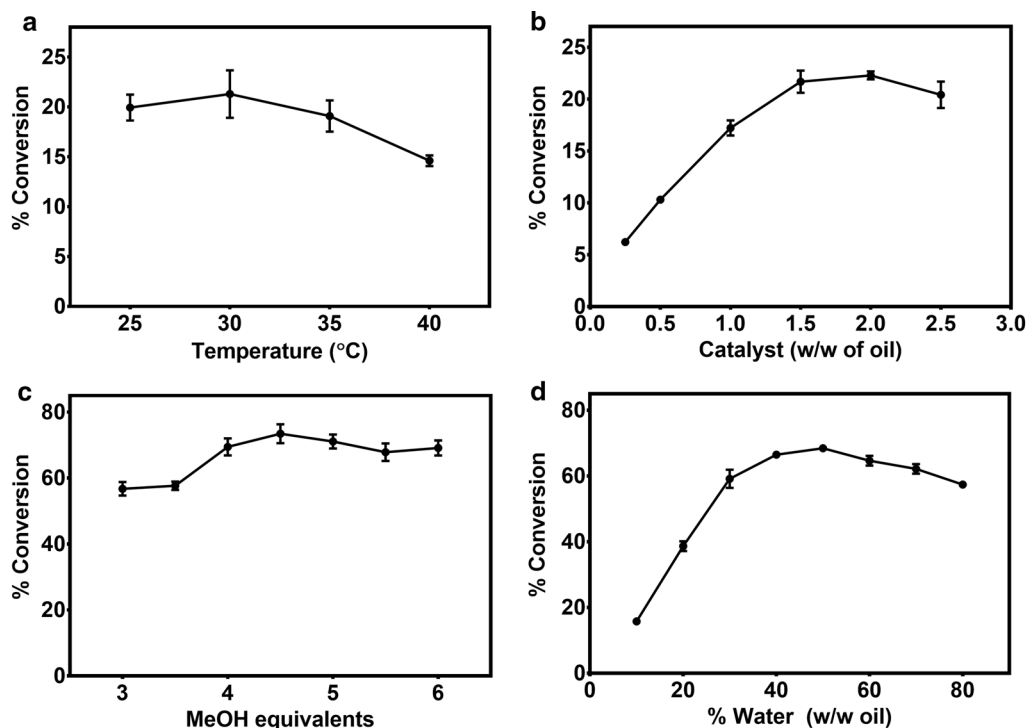 a
25
20
15
10
5
0
% Conversion
25 30 35 40
Temperature (°C)
b
25
20
15
10
5
0
% Conversion
0.0 0.5 1.0 1.5 2.0 2.5 3.0
Catalyst (w/w of oil)
c
80
60
40
20
0
% Conversion
3 4 5 6
MeOH equivalents
d
80
60
40
20
0
% Conversion
0 20 40 60 80
% Water (w/w oil)